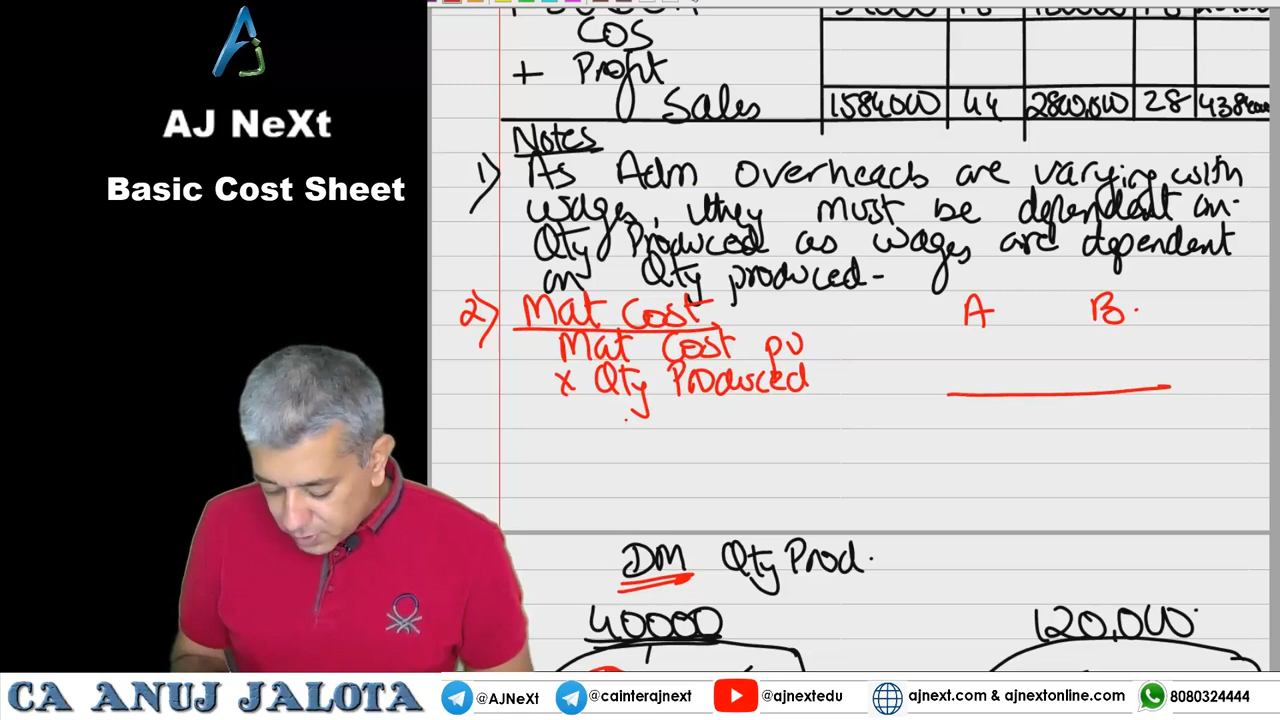 AJ NeXt
Basic Cost Sheet
COS
+ Profit
Sales 1584000 44 2800,000 28
Notes
1) As Adm Overheads are varying with
wages, they must be dependent on
Qty Produced as wages are dependent
on Qty produced-
2) Mat Cost A B.
Mat Cost pu
x Qty Produced
DM Qty Prod.
40000 120,000
CA ANUJ JALOTA @AJNeXt @cainterajnext @ajnextedu ajnext.com & ajnextonline.com 8080324444